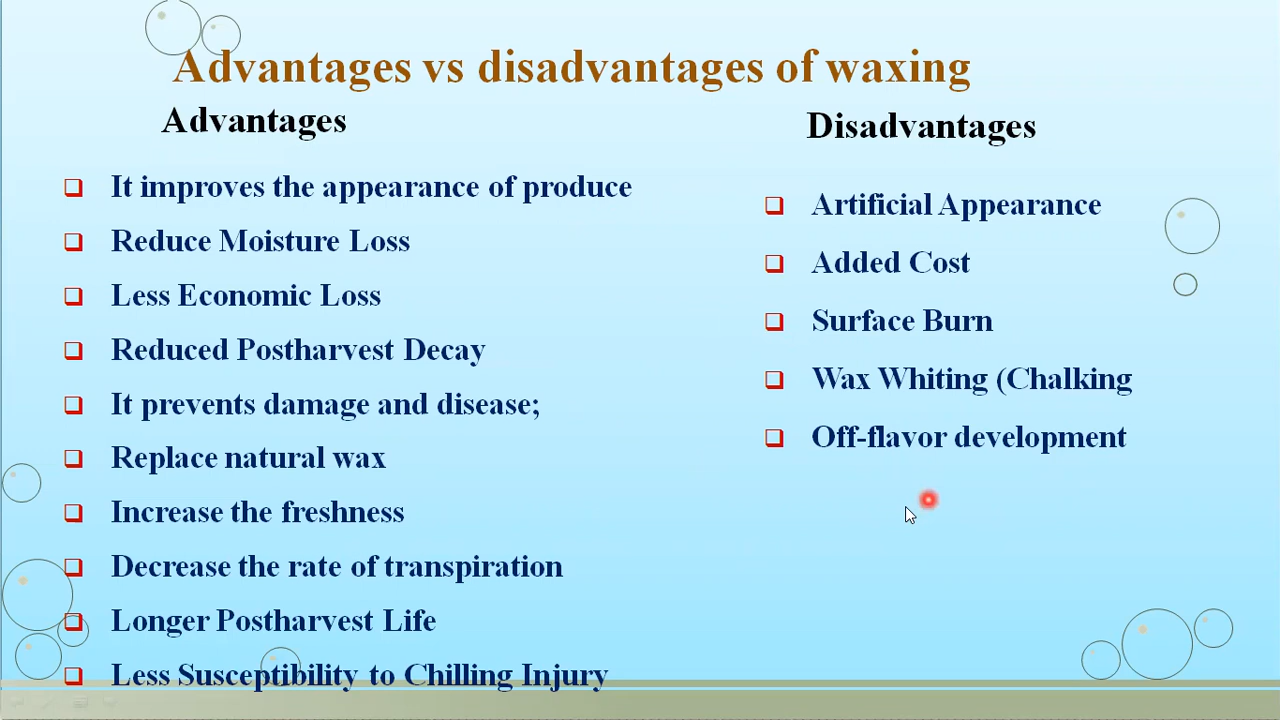 Advantages vs disadvantages of waxing
Advantages
It improves the appearance of produce
Reduce Moisture Loss
Less Economic Loss
Reduced Postharvest Decay
It prevents damage and disease;
Replace natural wax
Increase the freshness
Decrease the rate of transpiration
Longer Postharvest Life
Less Susceptibility to Chilling Injury
Disadvantages
Artificial Appearance
Added Cost
Surface Burn
Wax Whiting (Chalking
Off-flavor development